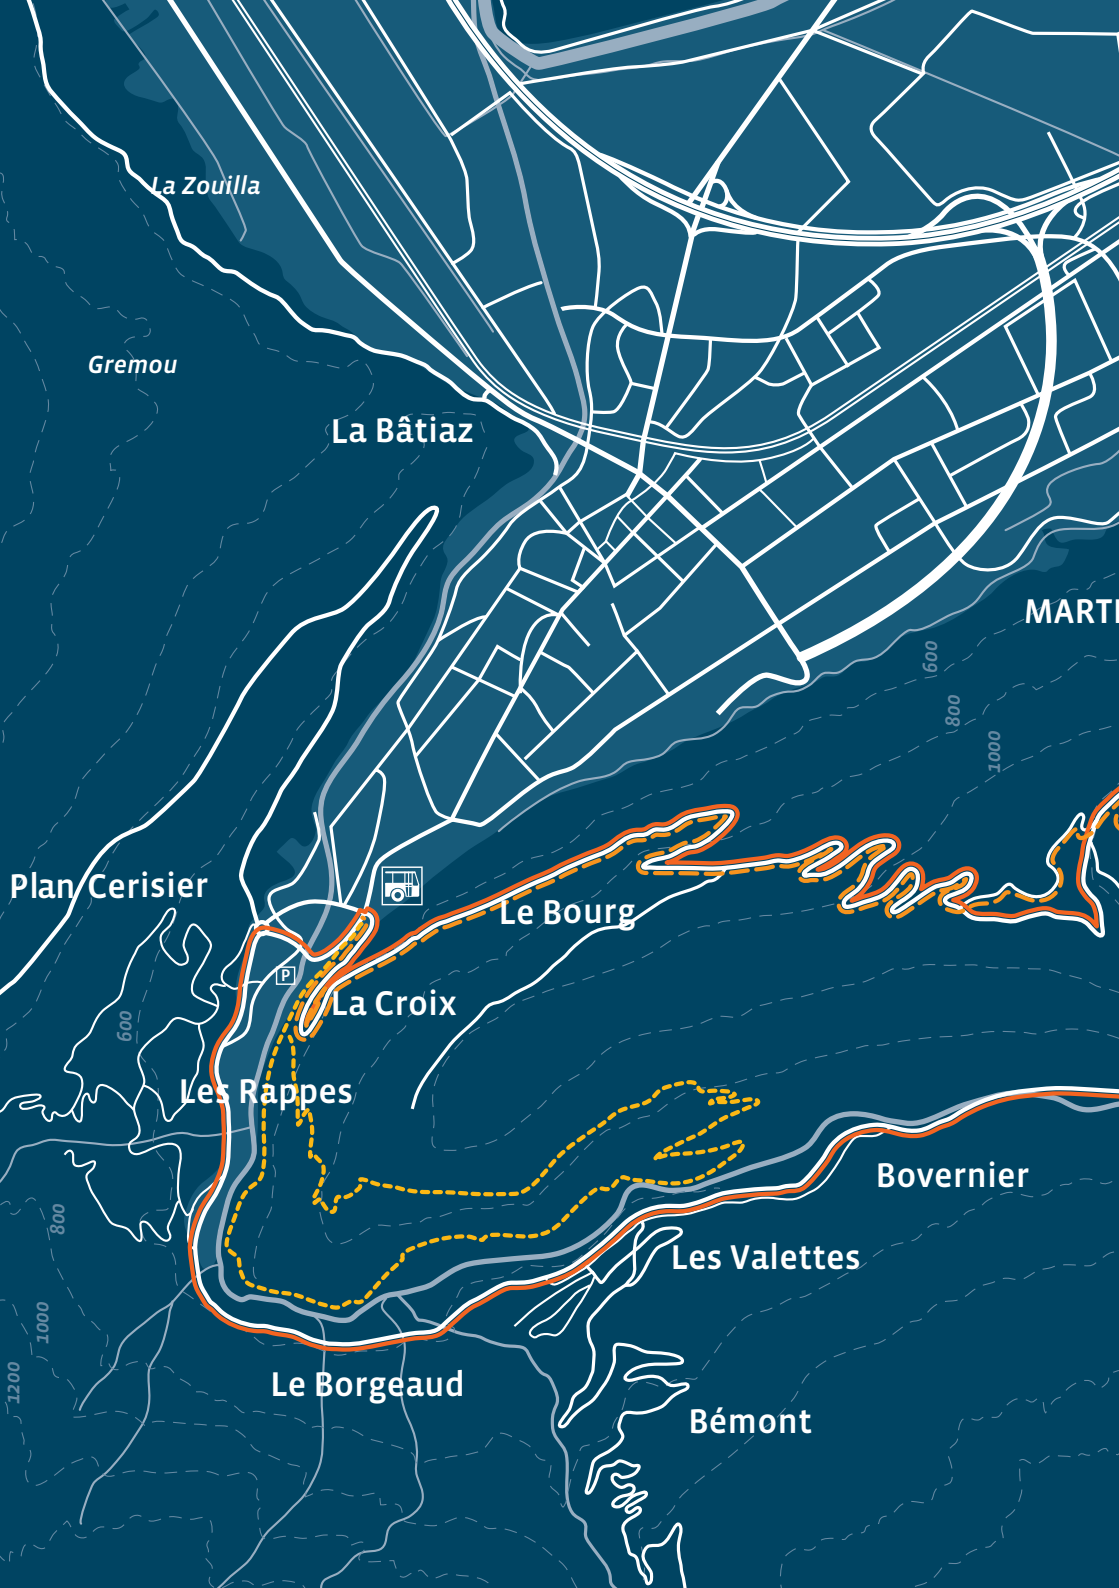 La Zouilla
Gremou
La Bâtiaz
MARTI
600
800
1000
Plan Cerisier
Le Bourg
P
La Croix
600
Les Rappes
Bovernier
800
Les Valettes
1000
1200
Le Borgeaud
Bémont